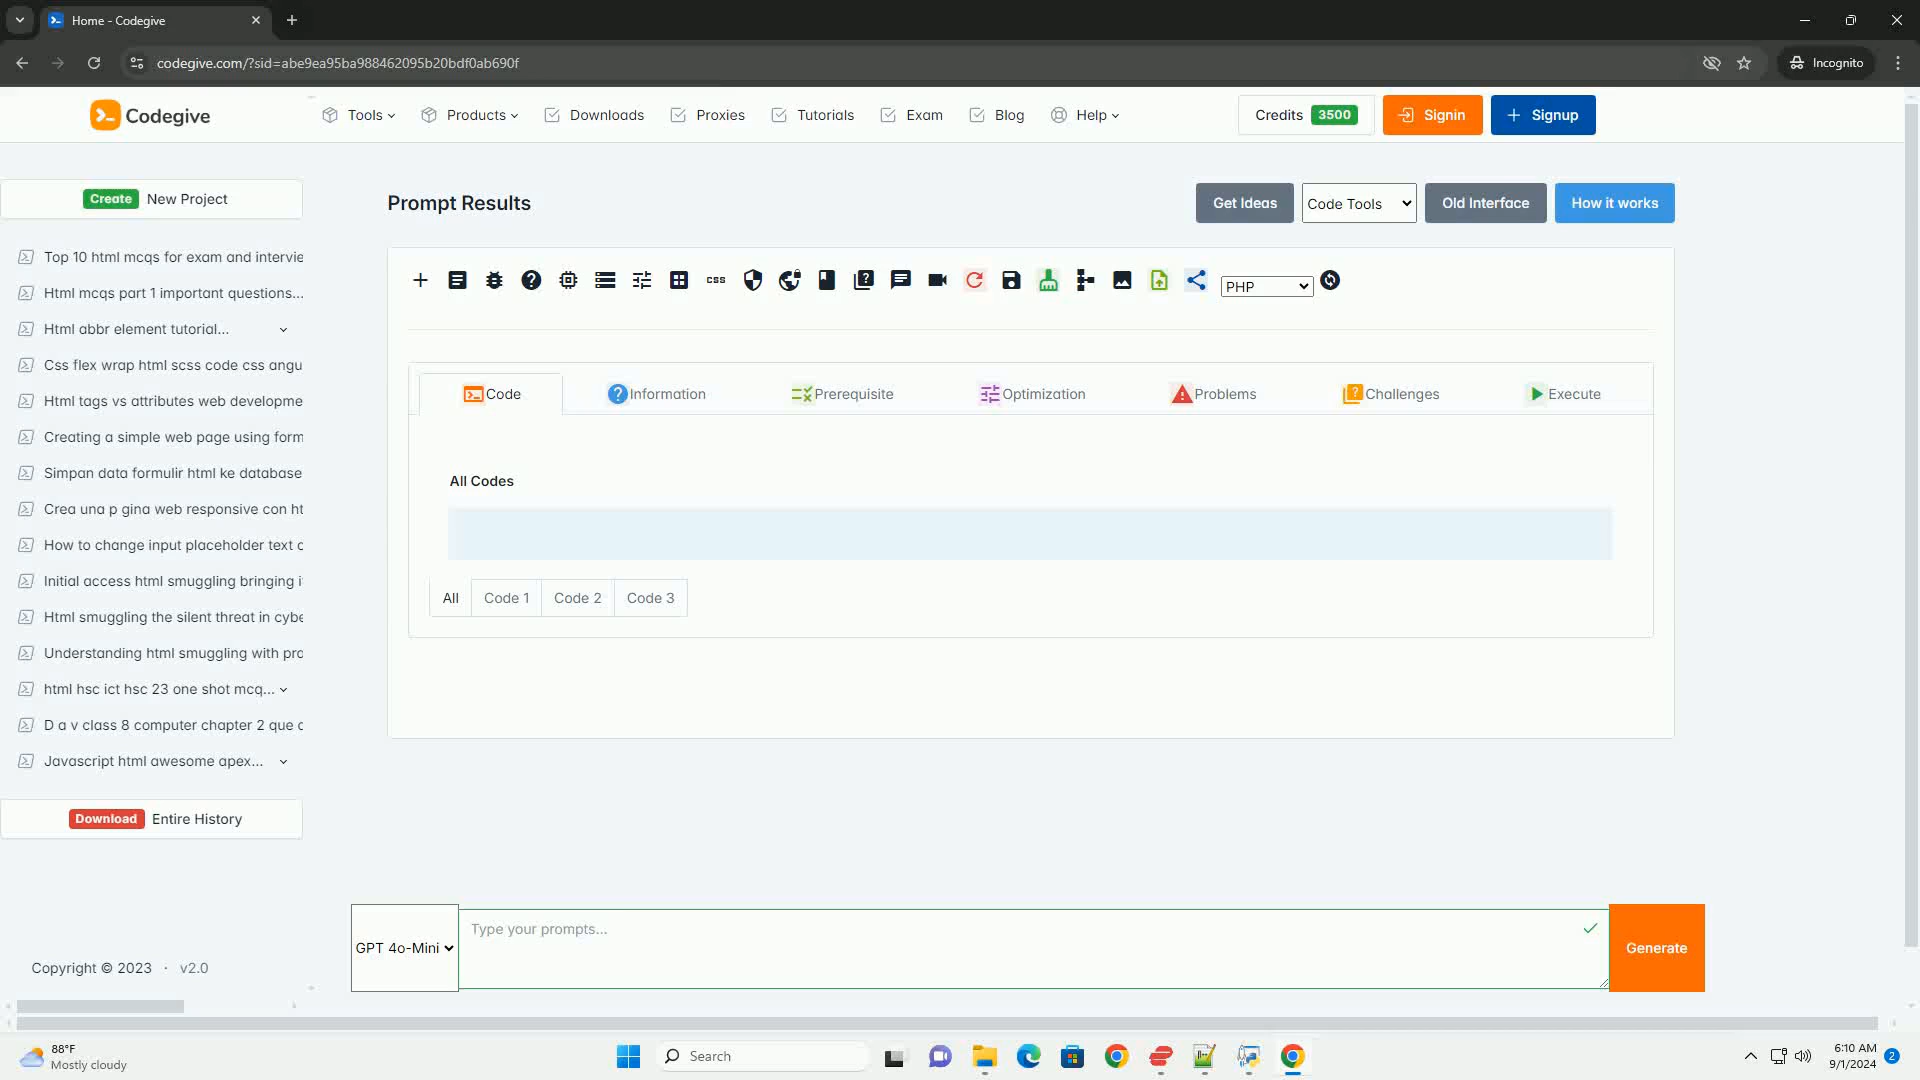 Home - Codegive
codegive.com/?sid=abe9ea95ba988462095b20bdf0ab690f
Incognito
Codegive
Tools
Products
Downloads
Proxies
Tutorials
Exam
Blog
Help
Credits 3500
Signin
Signup
Create New Project
Prompt Results
Get Ideas
Code Tools
Old Interface
How it works
Top 10 html mcqs for exam and intervie
Html mcqs part 1 important questions...
Html abbr element tutorial...
Css flex wrap html scss code css angu
Html tags vs attributes web developme
Creating a simple web page using form
Simpan data formulir html ke database
Crea una p gina web responsive con ht
How to change input placeholder text c
Initial access html smuggling bringing i
Html smuggling the silent threat in cybe
Understanding html smuggling with pro
html hsc ict hsc 23 one shot mcq...
D a v class 8 computer chapter 2 que a
Javascript html awesome apex...
Download Entire History
css
PHP
Code
Information
Prerequisite
Optimization
Problems
Challenges
Execute
All Codes
All
Code 1
Code 2
Code 3
GPT 4o-Mini
Type your prompts...
Generate
Copyright © 2023 · v2.0
88°F
Mostly cloudy
Search
6:10 AM
9/1/2024
2